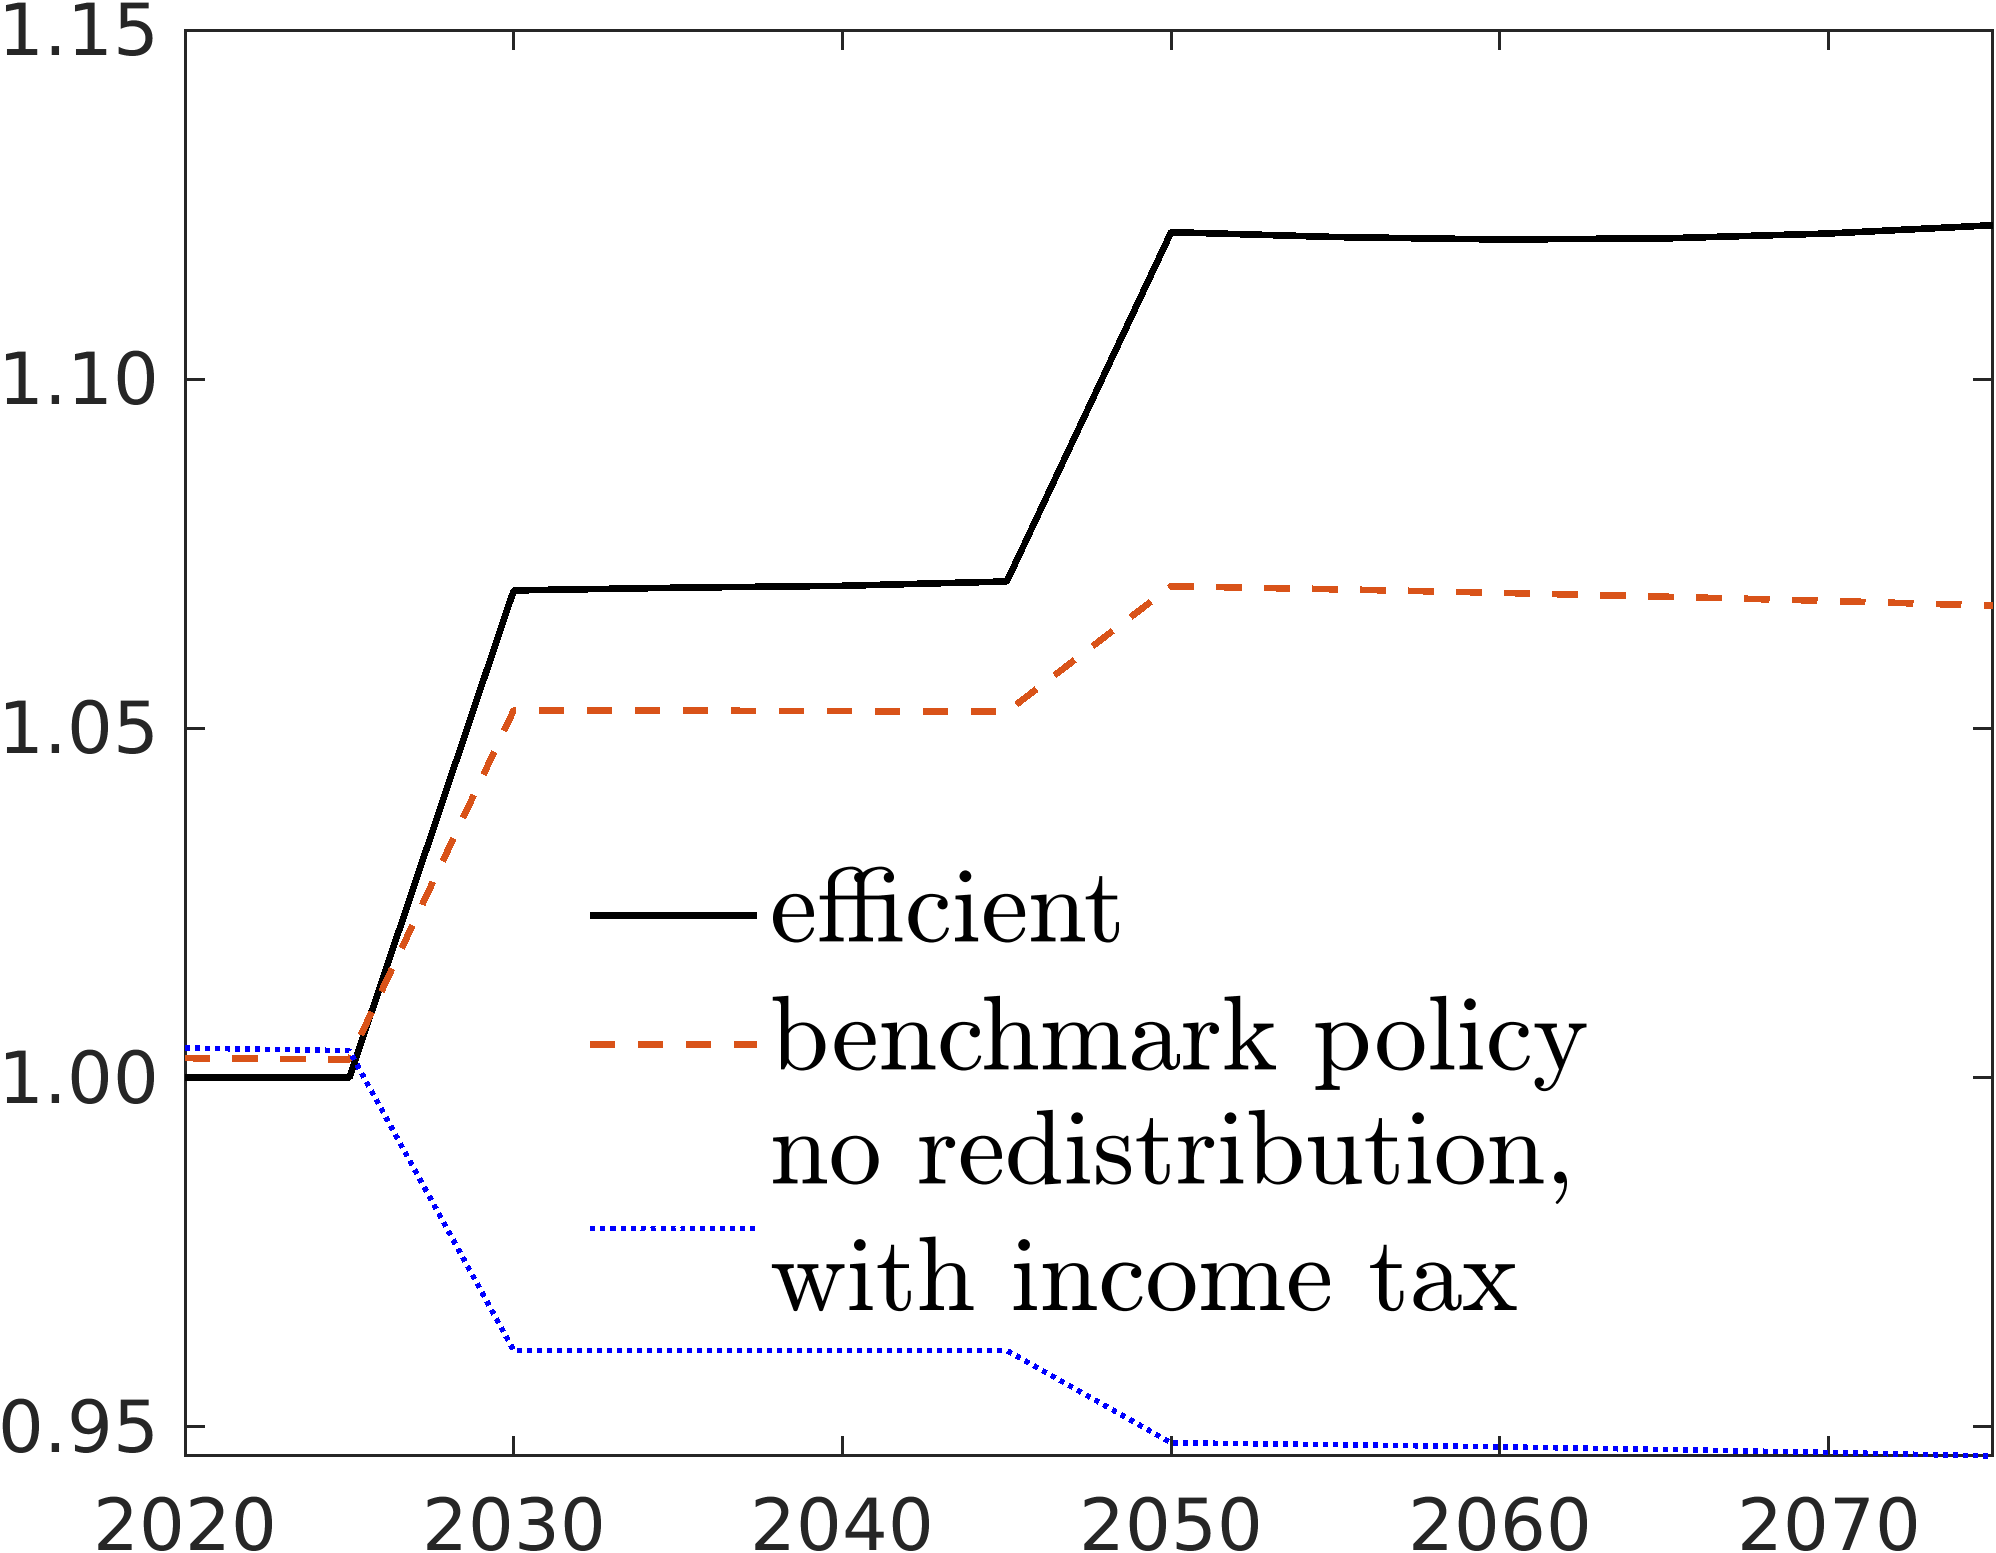 1.15
1.10
1.05
1.00
0.95
efficient
benchmark policy
no redistribution,
with income tax
2020 2030 2040 2050 2060 2070